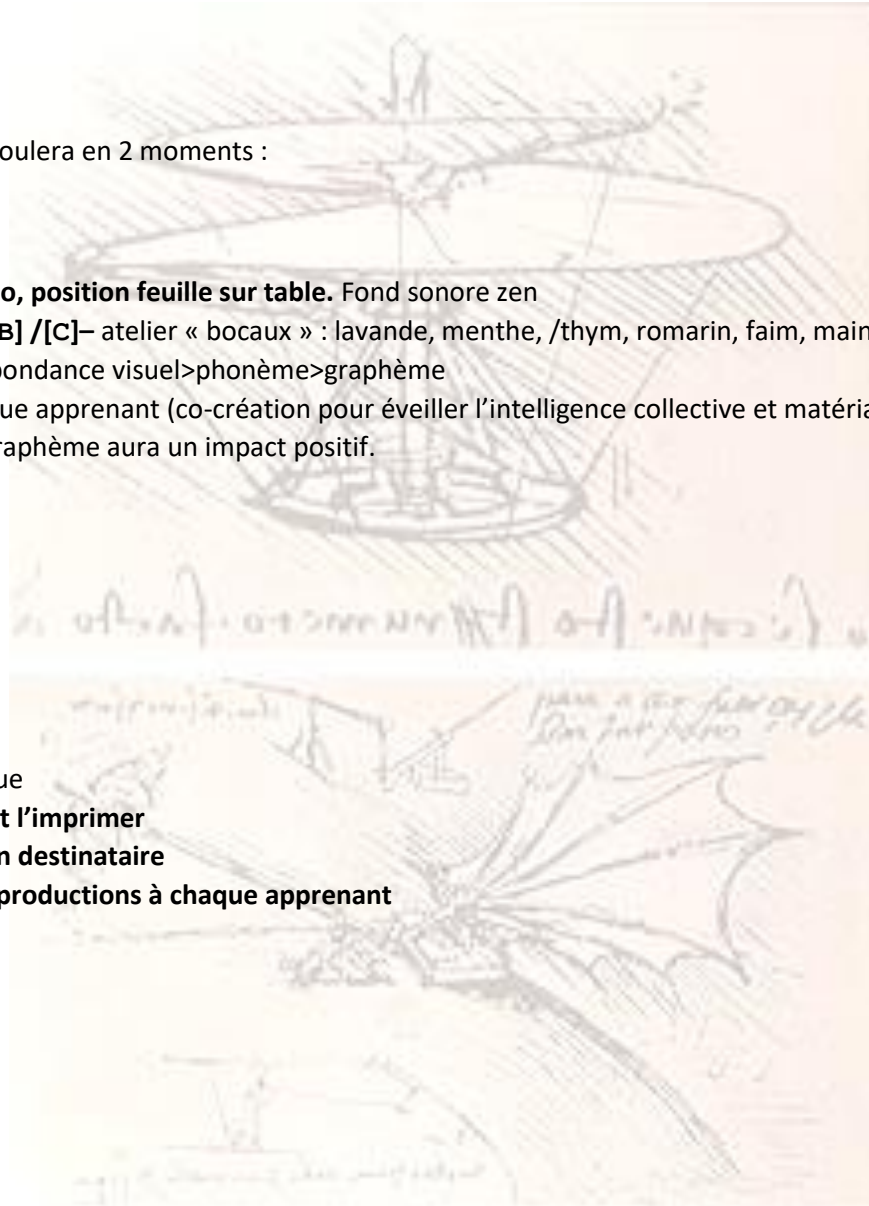 oulera en 2 moments :
o, position feuille sur table. Fond sonore zen
B] /[C]– atelier « bocaux » : lavande, menthe, /thym, romarin, faim, main
pondance visuel>phonème>graphème
ue apprenant (co-création pour éveiller l’intelligence collective et matéria
raphème aura un impact positif.
ue
t l’imprimer
n destinataire
productions à chaque apprenant